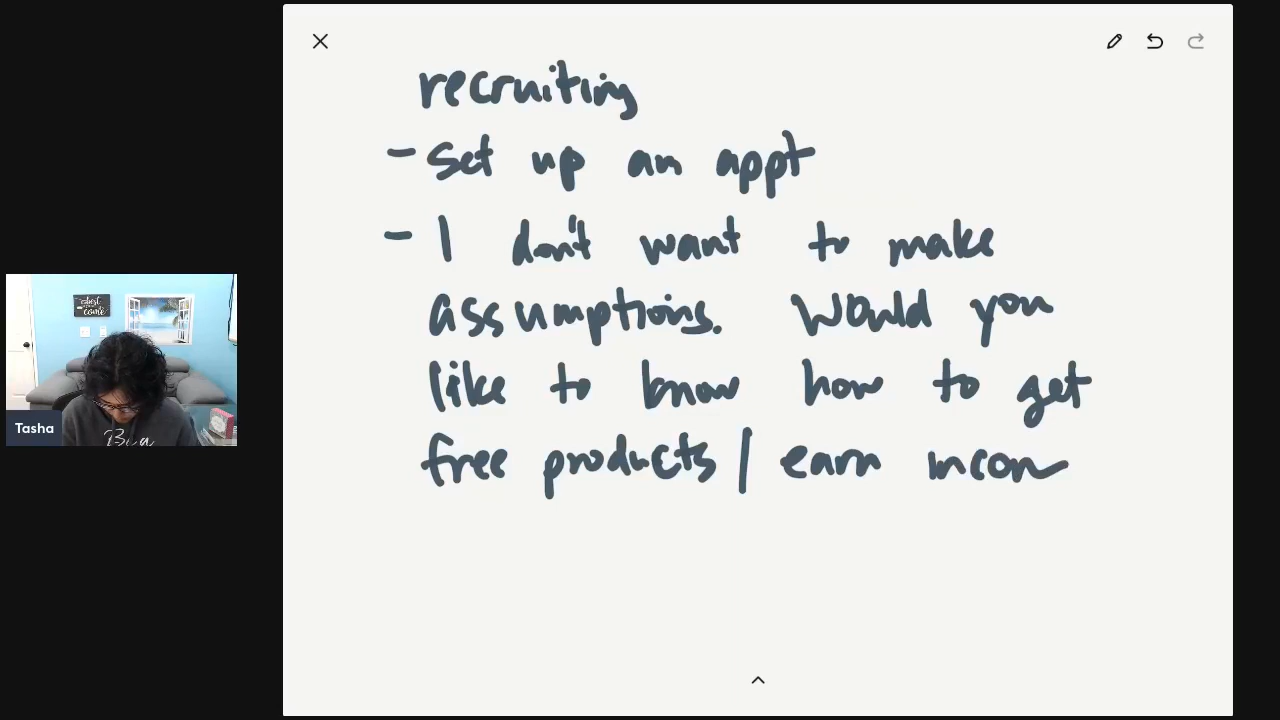 recruiting
- Set up an appt
- I don't want to make
assumptions. Would you
like to know how to get
free products / earn incom
Tasha
Be a